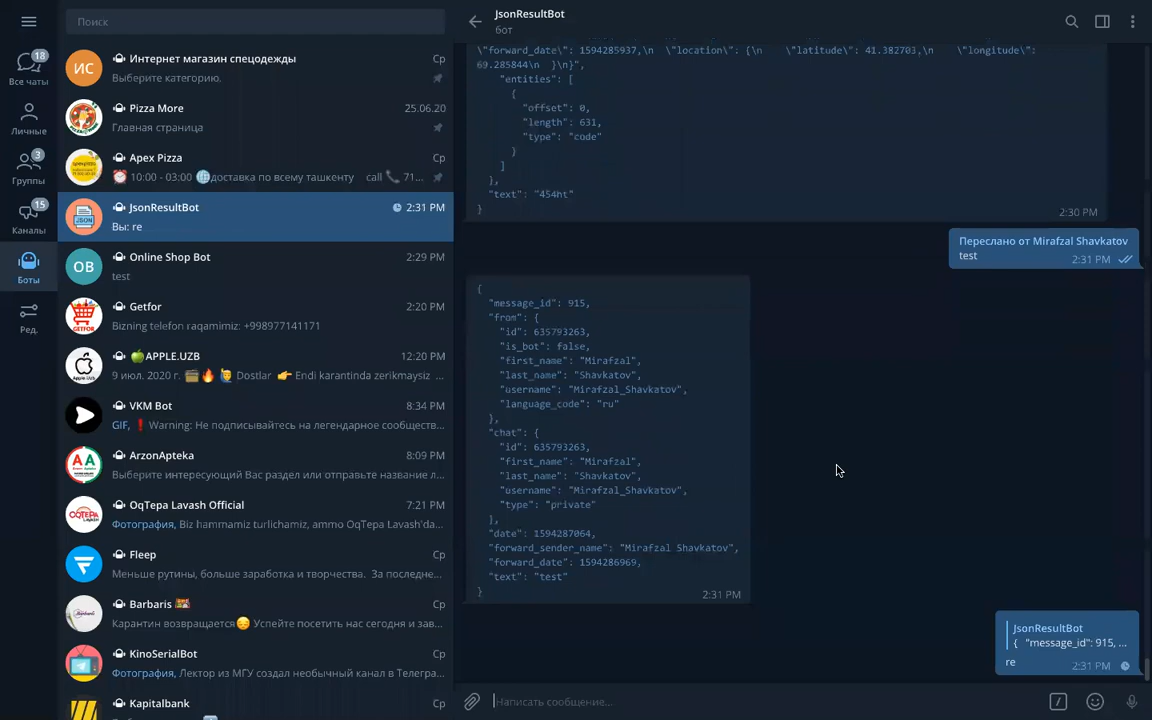 Поиск
18
Все чаты
Личные
3
Группы
15
Каналы
Боты
Ред.
ИС
Интернет магазин спецодежды
Ср
Выберите категорию.
Pizza More
25.06.20
Главная страница
Apex Pizza
Ср
⏰ 10:00 - 03:00 🌐доставка по всему ташкенту call 📞 71...
JsonResultBot
2:31 PM
Вы: re
OB
Online Shop Bot
2:29 PM
test
GETFOR
Getfor
2:20 PM
Bizning telefon raqamimiz: +998977141171
🍏APPLE.UZB
12:20 PM
9 июл. 2020 г. 🗃🔥 🙋‍♂️ Dostlar 👉 Endi karantinda zerikmaysiz ...
VKM Bot
8:34 PM
GIF, ❗ Warning: Не подписывайтесь на легендарное сообществ...
AA
ArzonApteka
8:09 PM
Выберите интересующий Вас раздел или отправьте название л...
OqTepa Lavash Official
7:21 PM
Фотография, Biz hammamiz turlichamiz, ammo OqTepa Lavash'da...
Fleep
Ср
Меньше рутины, больше заработка и творчества. За последне...
Barbaris
Ср
Карантин возвращается😔 Успейте посетить нас сегодня и зав...
KinoSerialBot
Ср
Фотография, Лектор из МГУ создал необычный канал в Телегра...
Kapitalbank
Ср
JsonResultBot
бот
\"forward_date\": 1594285937,\n \"location\": {\n \"latitude\": 41.382703,\n \"longitude\":
69.285844\n }\n}",
"entities": [
{
"offset": 0,
"length": 631,
"type": "code"
}
]
},
"text": "454ht"
}
2:30 PM
Переслано от Mirafzal Shavkatov
test
2:31 PM
{
"message_id": 915,
"from": {
"id": 635793263,
"is_bot": false,
"first_name": "Mirafzal",
"last_name": "Shavkatov",
"username": "Mirafzal_Shavkatov",
"language_code": "ru"
},
"chat": {
"id": 635793263,
"first_name": "Mirafzal",
"last_name": "Shavkatov",
"username": "Mirafzal_Shavkatov",
"type": "private"
},
"date": 1594287064,
"forward_sender_name": "Mirafzal Shavkatov",
"forward_date": 1594286969,
"text": "test"
}
2:31 PM
JsonResultBot
{ "message_id": 915, ...
re
2:31 PM
Написать сообщение...